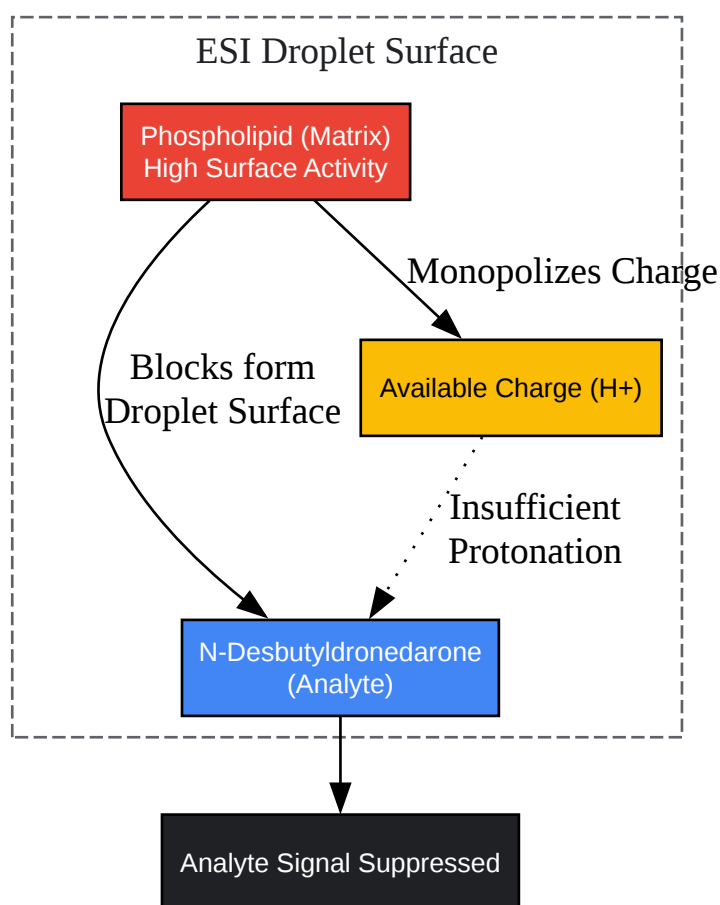 ESI Droplet Surface
Phospholipid (Matrix)
High Surface Activity
Monopolizes Charge
Blocks form
Droplet Surface
Available Charge (H+)
Insufficient
Protonation
N-Desbutyldronedarone
(Analyte)
Analyte Signal Suppressed